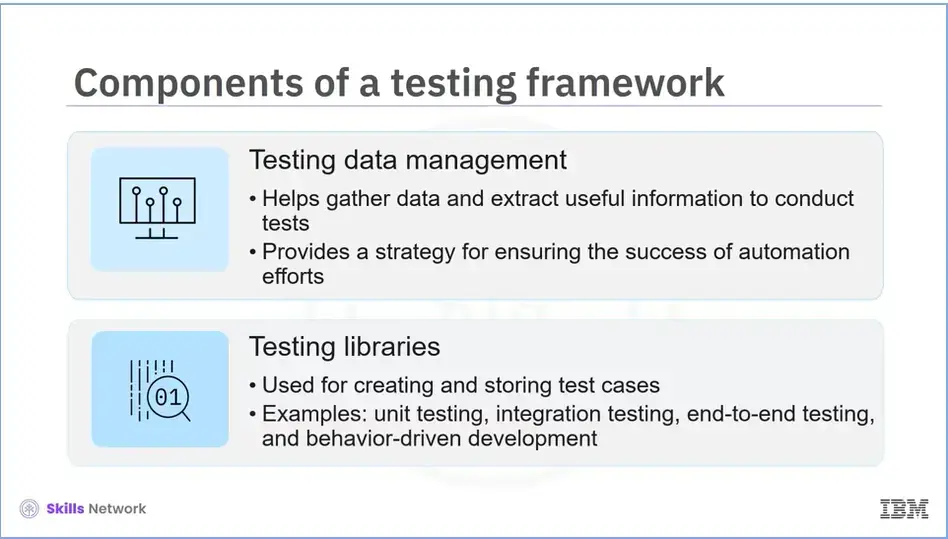 Components of a testing framework
Testing data management
• Helps gather data and extract useful information to conduct
tests
• Provides a strategy for ensuring the success of automation
efforts
01
Testing libraries
• Used for creating and storing test cases
• Examples: unit testing, integration testing, end-to-end testing,
and behavior-driven development
Skills Network
IBM